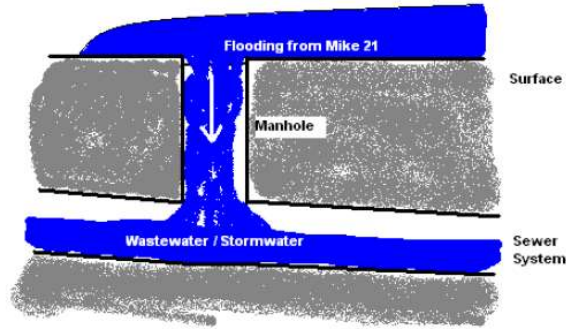 Flooding from Mike 21
Surface
Manhole
Wastewater / Stormwater
Sewer
System